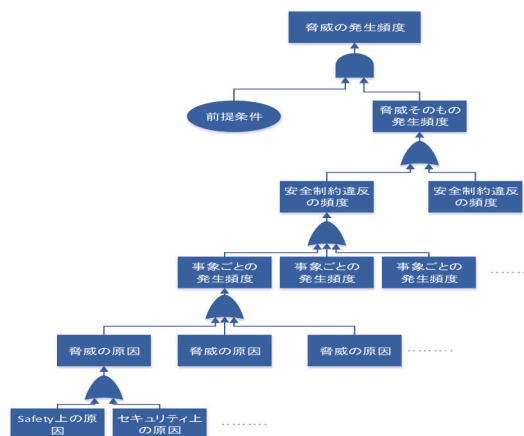 脅威の発生頻度
前提条件
脅威そのもの
発生頻度
安全制約違反
の頻度
安全制約違反
の頻度
事象ごとの
発生頻度
事象ごとの
発生頻度
事象ごとの
発生頻度
脅威の原因
脅威の原因
脅威の原因
Safety上の原
因
セキュリティ上
の原因